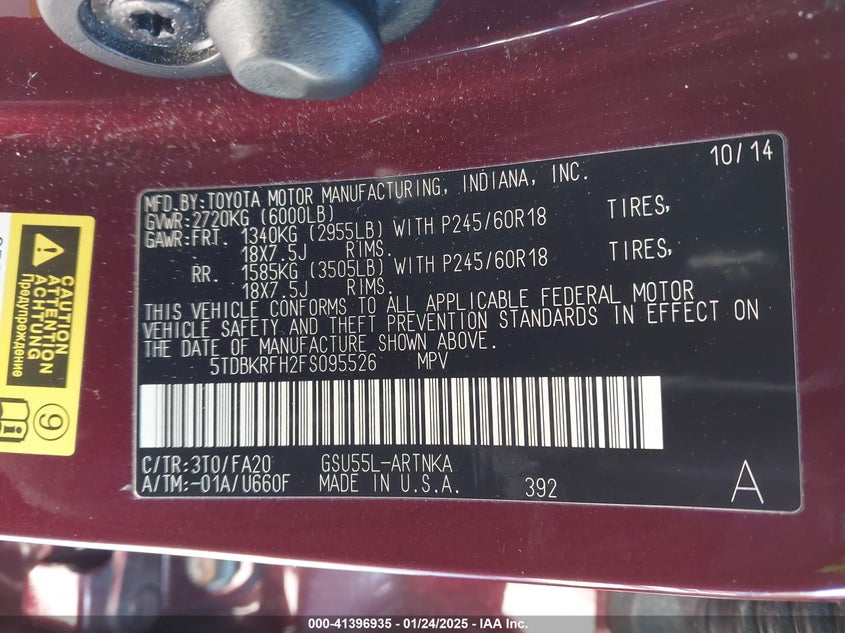 10/14
MFD.BY:TOYOTA MOTOR MANUFACTURING, INDIANA, INC.
GVWR:2720KG (6000LB)
GAWR:FRT. 1340KG (2955LB) WITH P245/60R18 TIRES,
18X7.5J RIMS.
RR. 1585KG (3505LB) WITH P245/60R18 TIRES,
18X7.5J RIMS.
THIS VEHICLE CONFORMS TO ALL APPLICABLE FEDERAL MOTOR
VEHICLE SAFETY AND THEFT PREVENTION STANDARDS IN EFFECT ON
THE DATE OF MANUFACTURE SHOWN ABOVE.
5TDBKRFH2FS095526 MPV
C/TR:3T0/FA20 GSU55L-ARTNKA
A/TM:-01A/U660F MADE IN U.S.A. 392 A
CAUTION
ATTENTION
ACHTUNG
Предупреждение
9
000-41396935 - 01/24/2025 - IAA Inc.